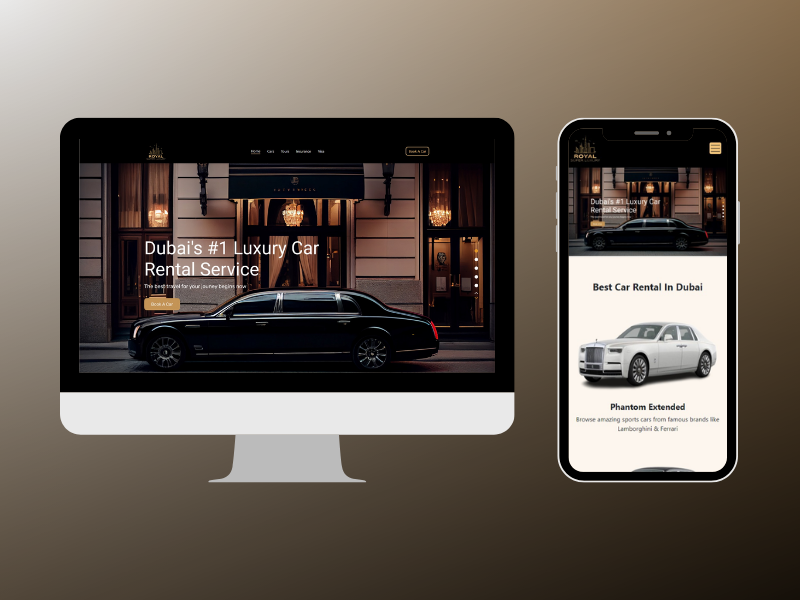 ROYAL
Home Cars Tours Insurance Visa
Book A Car
Dubai's #1 Luxury Car
Rental Service
The best travel for your journey begins now
Book A Car
ROYAL
Dubai's #1 Luxury Car
Rental Service
Best Car Rental In Dubai
Phantom Extended
Browse amazing sports cars from famous brands like
Lamborghini & Ferrari